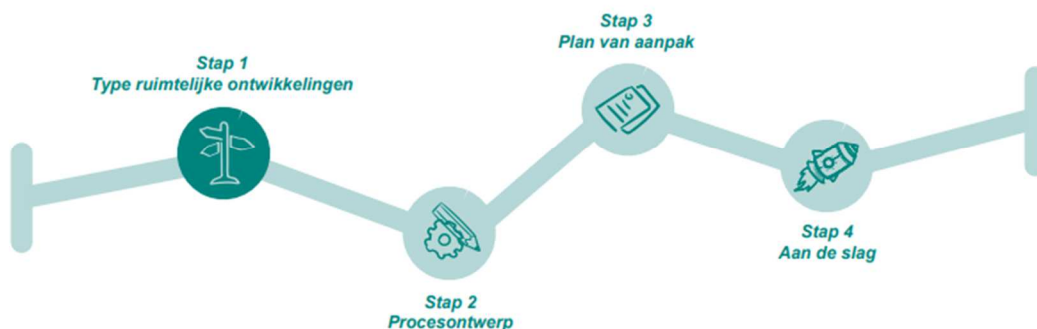 Stap 1
Type ruimtelijke ontwikkelingen
Stap 2
Procesontwerp
Stap 3
Plan van aanpak
Stap 4
Aan de slag